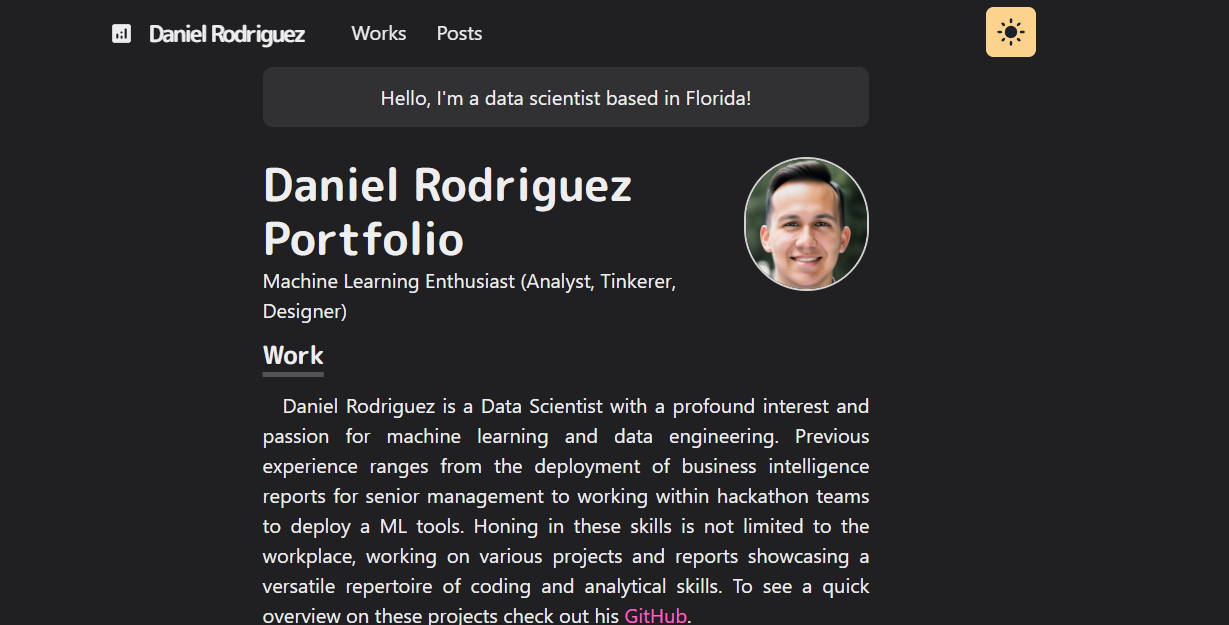 Daniel Rodriguez Works Posts
Hello, I'm a data scientist based in Florida!
Daniel Rodriguez
Portfolio
Machine Learning Enthusiast (Analyst, Tinkerer,
Designer)
Work
Daniel Rodriguez is a Data Scientist with a profound interest and
passion for machine learning and data engineering. Previous
experience ranges from the deployment of business intelligence
reports for senior management to working within hackathon teams
to deploy a ML tools. Honing in these skills is not limited to the
workplace, working on various projects and reports showcasing a
versatile repertoire of coding and analytical skills. To see a quick
overview on these projects check out his GitHub.